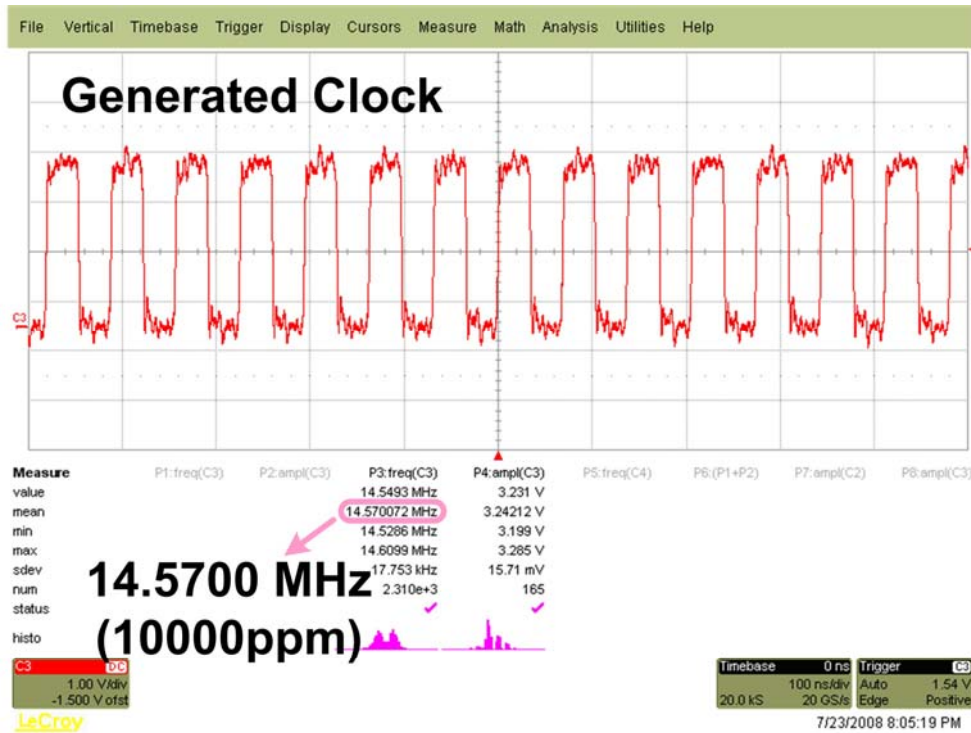 File Vertical Timebase Trigger Display Cursors Measure Math Analysis Utilities Help
Generated Clock
C3
Measure P1:freq(C3) P2:ampl(C3) P3:freq(C3) P4:ampl(C3) P5:freq(C4) P6:(P1+P2) P7:ampl(C2) P8:ampl(C3)
value 14.5493 MHz 3.231 V
mean 14.570072 MHz 3.24212 V
min 14.5286 MHz 3.199 V
max 14.6099 MHz 3.285 V
sdev 17.753 kHz 15.71 mV
num 2.310e+3 165
status
histo
14.5700 MHz
(10000ppm)
C3 DC
1.00 V/div
-1.500 V ofst
Timebase 0 ns
100 ns/div
20.0 kS 20 GS/s
Trigger C3
Auto 1.54 V
Edge Positive
LeCroy
7/23/2008 8:05:19 PM